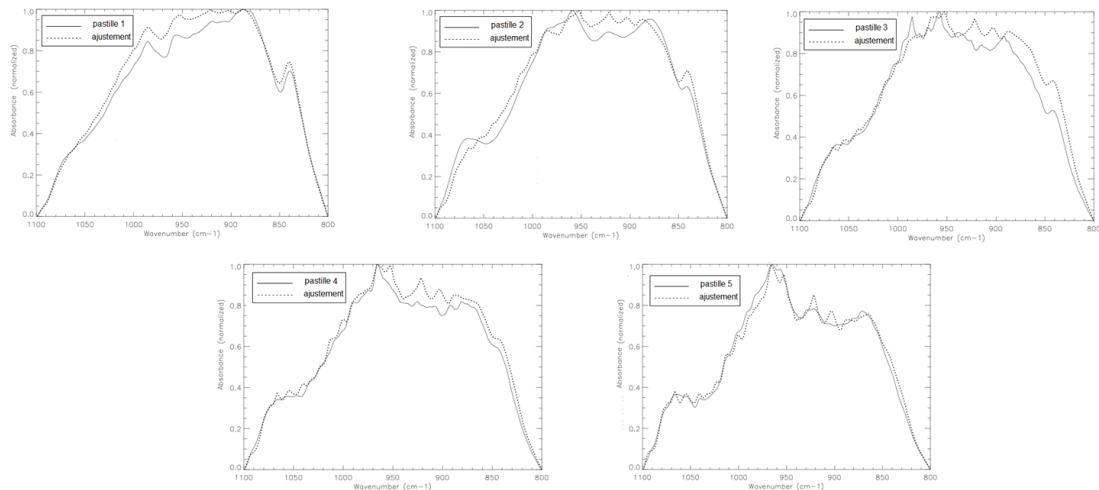 pastille 1
ajustement
Absorbance (normalized)
1.0
0.8
0.6
0.4
0.2
0.0
1100 1050 1000 950 900 850 800
Wavenumber (cm−1)
pastille 2
ajustement
Absorbance (normalized)
1.0
0.8
0.6
0.4
0.2
0.0
1100 1050 1000 950 900 850 800
Wavenumber (cm−1)
pastille 3
ajustement
Absorbance (normalized)
1.0
0.8
0.6
0.4
0.2
0.0
1100 1050 1000 950 900 850 800
Wavenumber (cm−1)
pastille 4
ajustement
Absorbance (normalized)
1.0
0.8
0.6
0.4
0.2
0.0
1100 1050 1000 950 900 850 800
Wavenumber (cm−1)
pastille 5
ajustement
Absorbance (normalized)
1.0
0.8
0.6
0.4
0.2
0.0
1100 1050 1000 950 900 850 800
Wavenumber (cm−1)